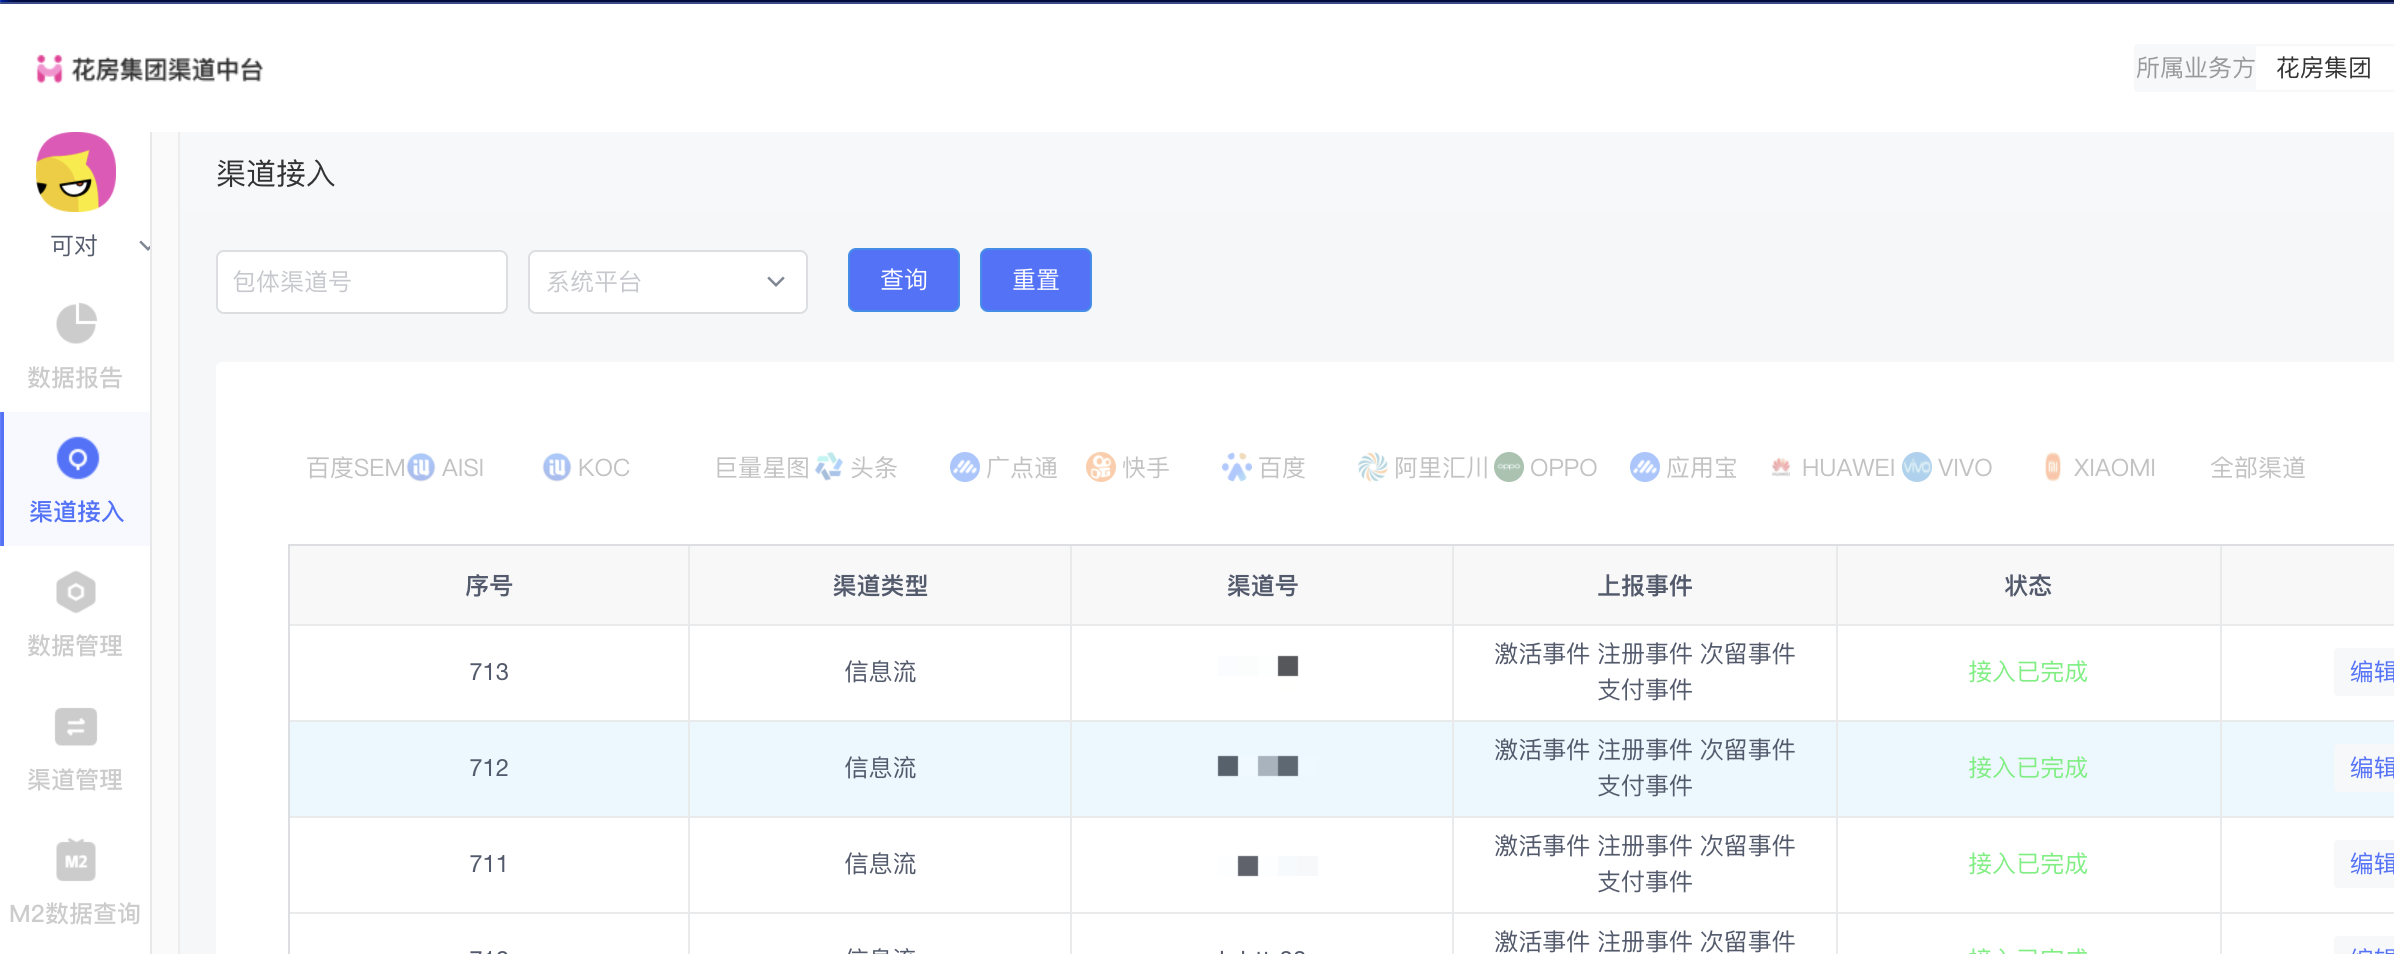 花房集团渠道中台
所属业务方 花房集团
可对
数据报告
渠道接入
数据管理
渠道管理
M2
M2数据查询
渠道接入
包体渠道号 系统平台 查询 重置
百度SEM AISI KOC 巨量星图 头条 广点通 快手 百度 阿里汇川 OPPO 应用宝 HUAWEI VIVO XIAOMI 全部渠道
序号 渠道类型 渠道号 上报事件 状态
713 信息流 激活事件 注册事件 次留事件 支付事件 接入已完成 编辑
712 信息流 激活事件 注册事件 次留事件 支付事件 接入已完成 编辑
711 信息流 激活事件 注册事件 次留事件 支付事件 接入已完成 编辑
激活事件 注册事件 次留事件